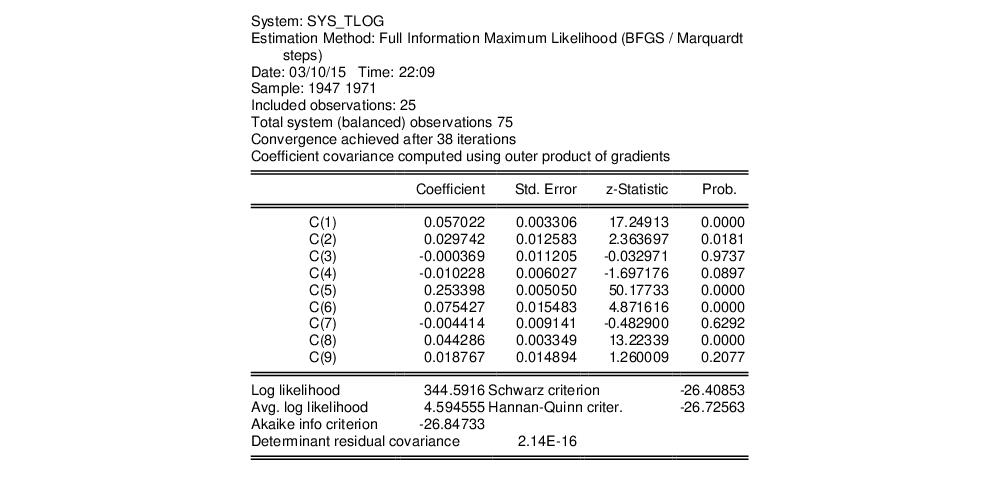 System: SYS_TLOG
Estimation Method: Full Information Maximum Likelihood (BFGS / Marquardt
steps)
Date: 03/10/15 Time: 22:09
Sample: 1947 1971
Included observations: 25
Total system (balanced) observations 75
Convergence achieved after 38 iterations
Coefficient covariance computed using outer product of gradients
Coefficient Std. Error z-Statistic Prob.
C(1) 0.057022 0.003306 17.24913 0.0000
C(2) 0.029742 0.012583 2.363697 0.0181
C(3) -0.000369 0.011205 -0.032971 0.9737
C(4) -0.010228 0.006027 -1.697176 0.0897
C(5) 0.253398 0.005050 50.17733 0.0000
C(6) 0.075427 0.015483 4.871616 0.0000
C(7) -0.004414 0.009141 -0.482900 0.6292
C(8) 0.044286 0.003349 13.22339 0.0000
C(9) 0.018767 0.014894 1.260009 0.2077
Log likelihood 344.5916 Schwarz criterion -26.40853
Avg. log likelihood 4.594555 Hannan-Quinn criter. -26.72563
Akaike info criterion -26.84733
Determinant residual covariance 2.14E-16